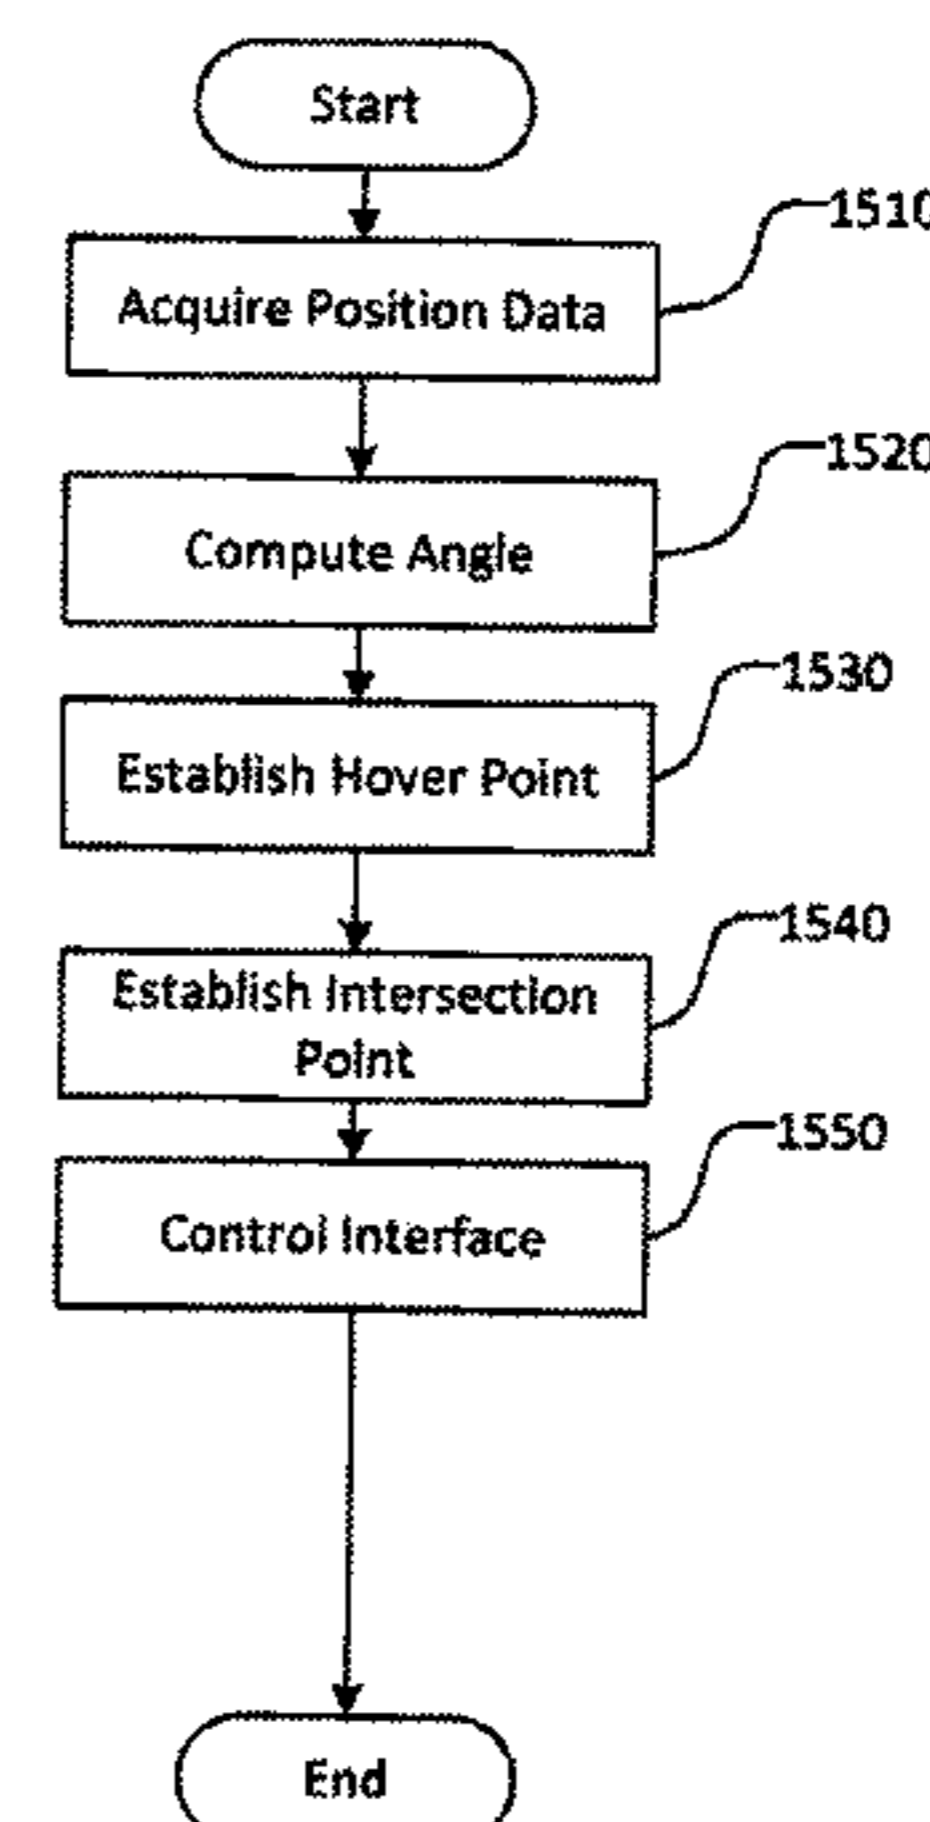 Start
1510
Acquire Position Data
1520
Compute Angle
1530
Establish Hover Point
1540
Establish Intersection
Point
1550
Control Interface
End